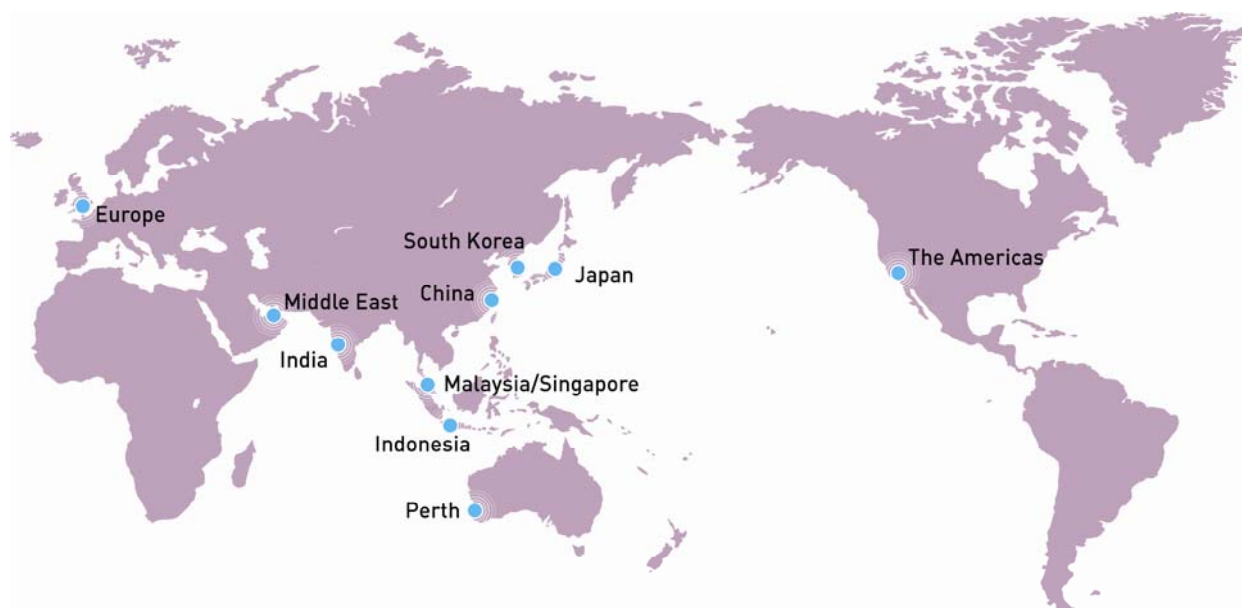 Europe
South Korea
The Americas
Japan
China
Middle East
India
Malaysia/Singapore
Indonesia
Perth